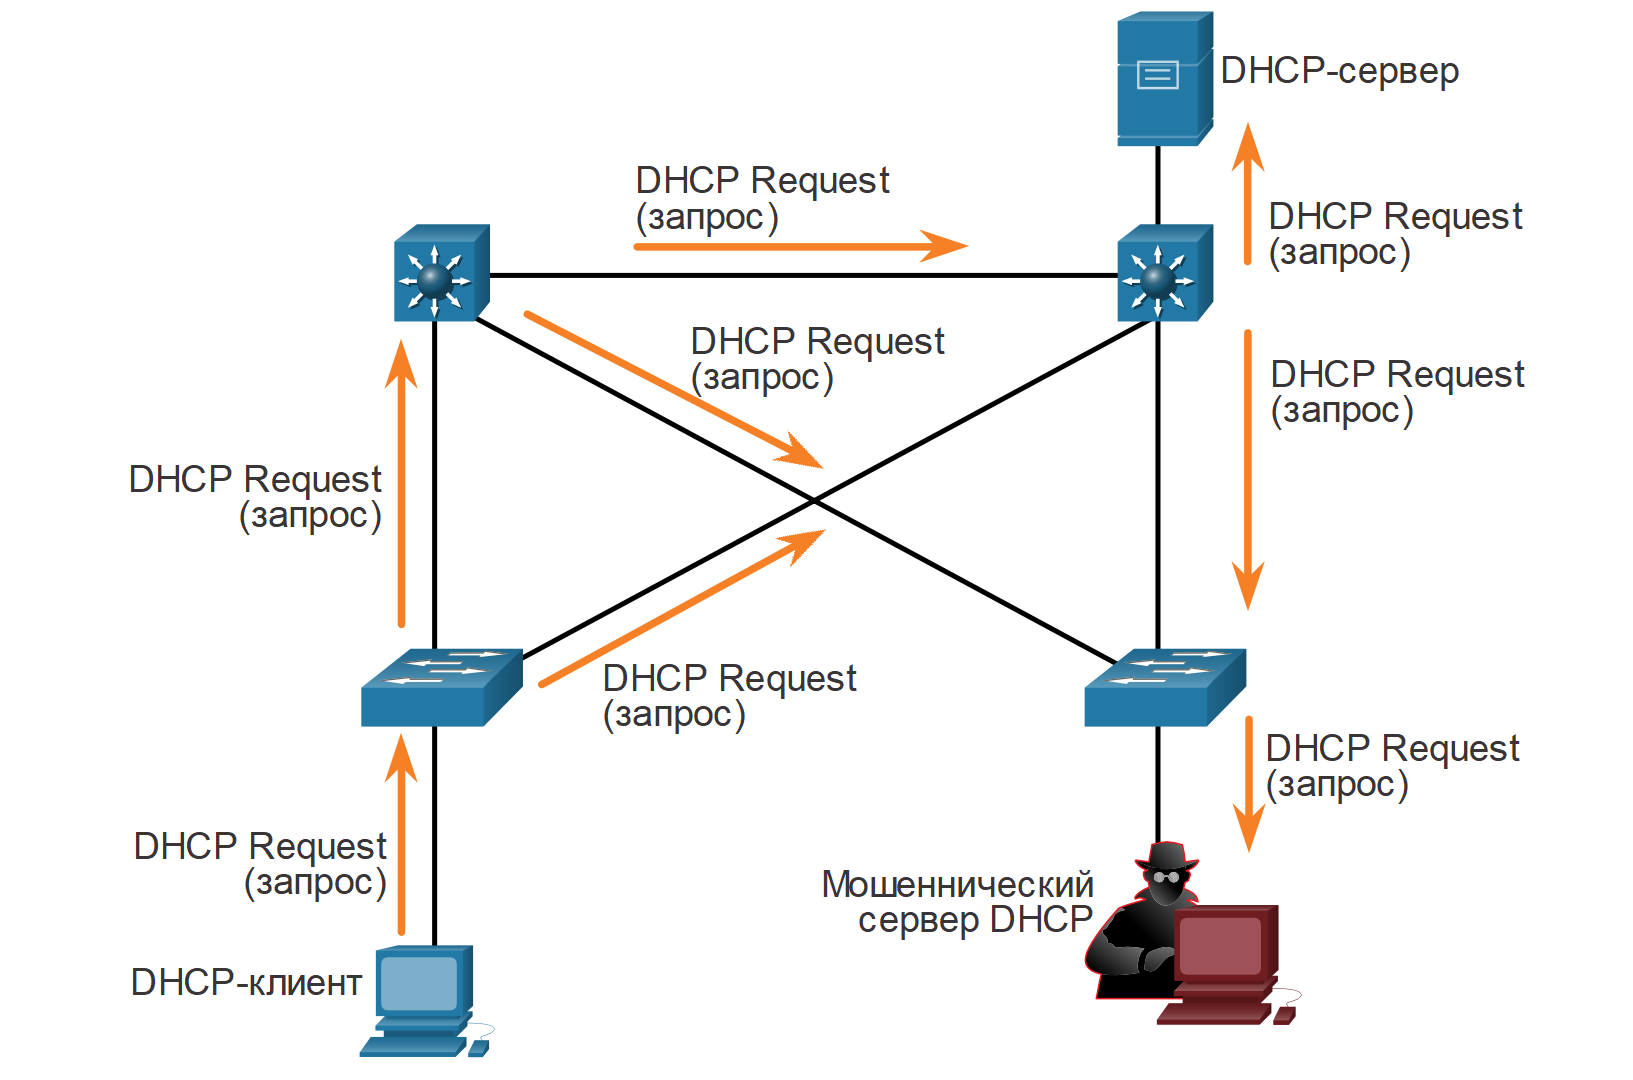 DHCP-сервер
DHCP Request
(запрос)
DHCP Request
(запрос)
DHCP Request
(запрос)
DHCP Request
(запрос)
DHCP Request
(запрос)
DHCP Request
(запрос)
DHCP Request
(запрос)
DHCP Request
(запрос)
Мошеннический
сервер DHCP
DHCP-клиент